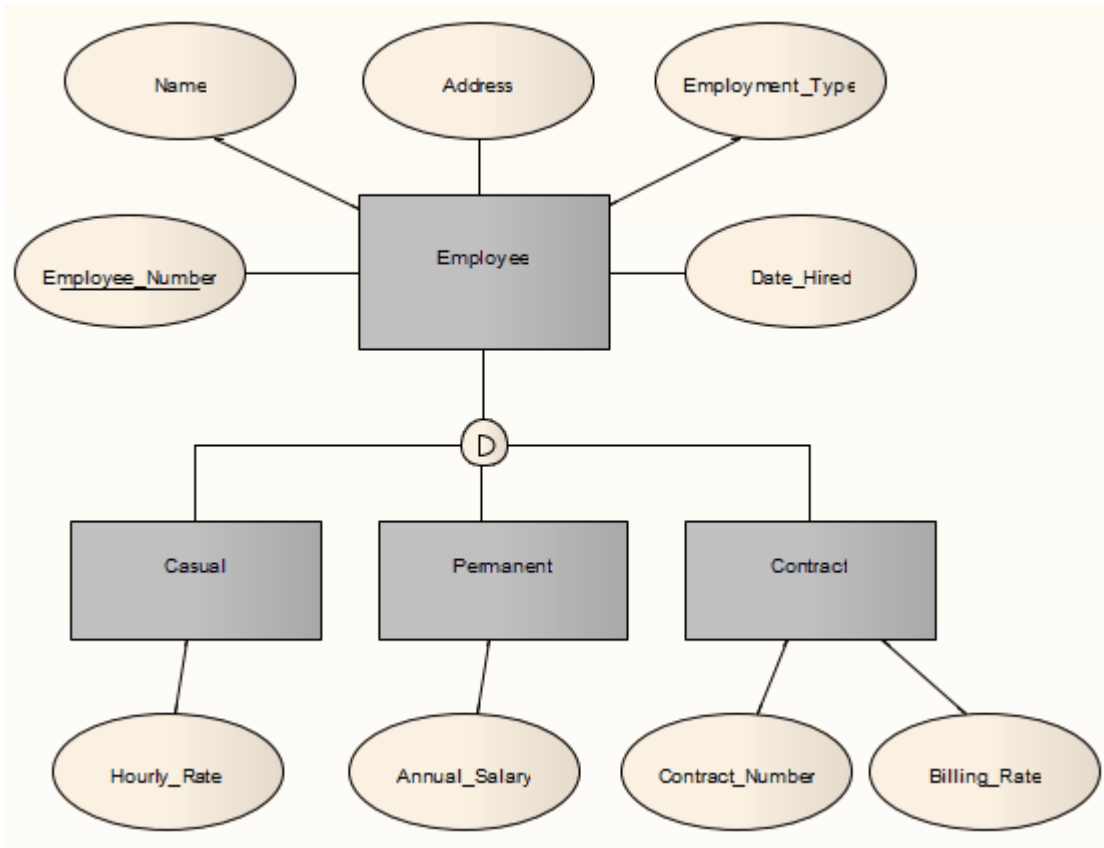 Name
Address
Employment_Type
Employee_Number
Employee
Date_Hired
D
Casual
Permanent
Contract
Hourly_Rate
Annual_Salary
Contract_Number
Billing_Rate